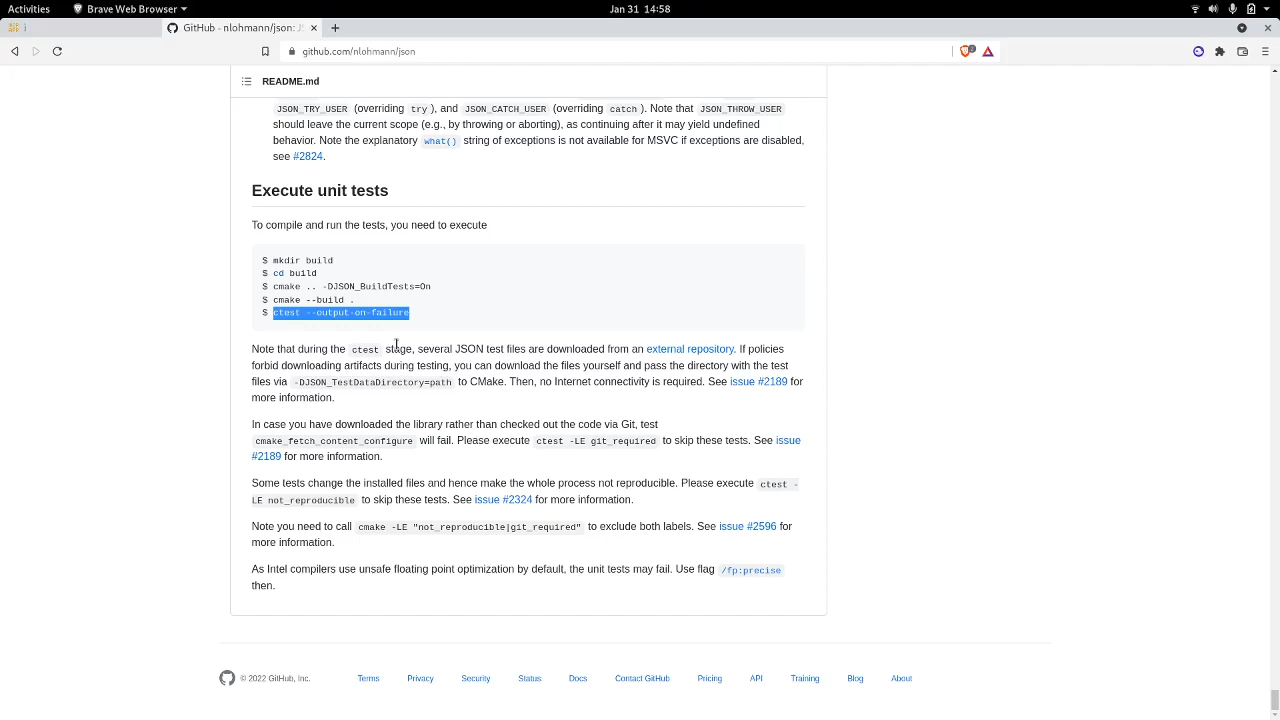 Activities
Brave Web Browser
Jan 31 14:58
GitHub - nlohmann/json: J
github.com/nlohmann/json
README.md
JSON_TRY_USER (overriding try), and JSON_CATCH_USER (overriding catch). Note that JSON_THROW_USER
should leave the current scope (e.g., by throwing or aborting), as continuing after it may yield undefined
behavior. Note the explanatory what() string of exceptions is not available for MSVC if exceptions are disabled,
see #2824.
Execute unit tests
To compile and run the tests, you need to execute
$ mkdir build
$ cd build
$ cmake .. -DJSON_BuildTests=On
$ cmake --build .
$ ctest --output-on-failure
Note that during the ctest stage, several JSON test files are downloaded from an external repository. If policies
forbid downloading artifacts during testing, you can download the files yourself and pass the directory with the test
files via -DJSON_TestDataDirectory=path to CMake. Then, no Internet connectivity is required. See issue #2189 for
more information.
In case you have downloaded the library rather than checked out the code via Git, test
cmake_fetch_content_configure will fail. Please execute ctest -LE git_required to skip these tests. See issue
#2189 for more information.
Some tests change the installed files and hence make the whole process not reproducible. Please execute ctest -
LE not_reproducible to skip these tests. See issue #2324 for more information.
Note you need to call cmake -LE "not_reproducible|git_required" to exclude both labels. See issue #2596 for
more information.
As Intel compilers use unsafe floating point optimization by default, the unit tests may fail. Use flag /fp:precise
then.
© 2022 GitHub, Inc.
Terms
Privacy
Security
Status
Docs
Contact GitHub
Pricing
API
Training
Blog
About